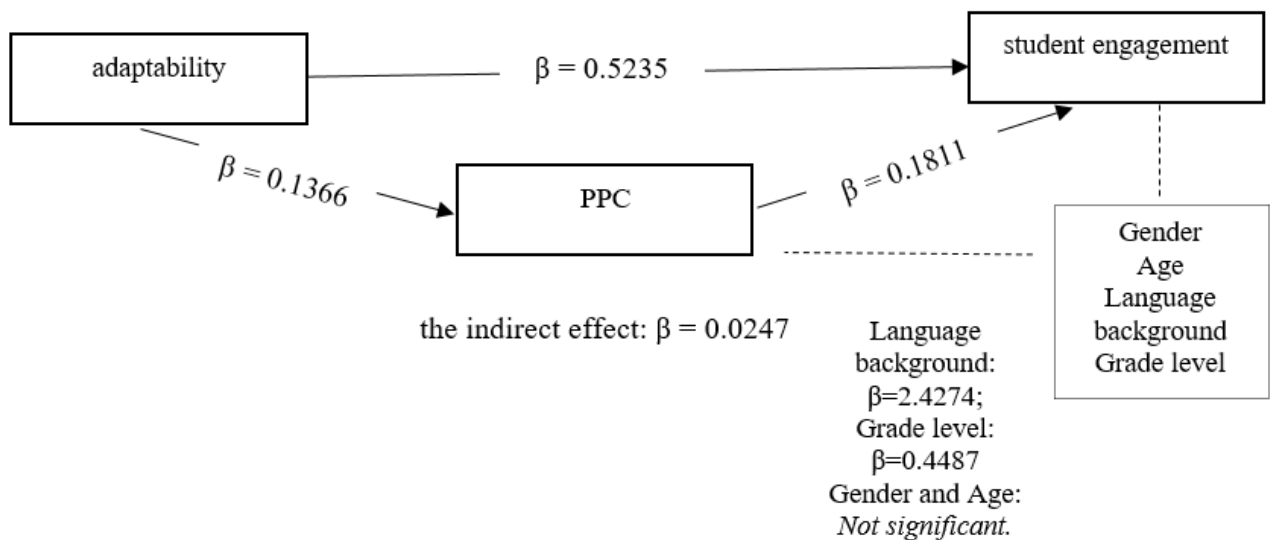 adaptability
β = 0.5235
student engagement
β = 0.1366
PPC
β = 0.1811
Gender
Age
Language
background
Grade level
the indirect effect: β = 0.0247
Language
background:
β=2.4274;
Grade level:
β=0.4487
Gender and Age:
Not significant.